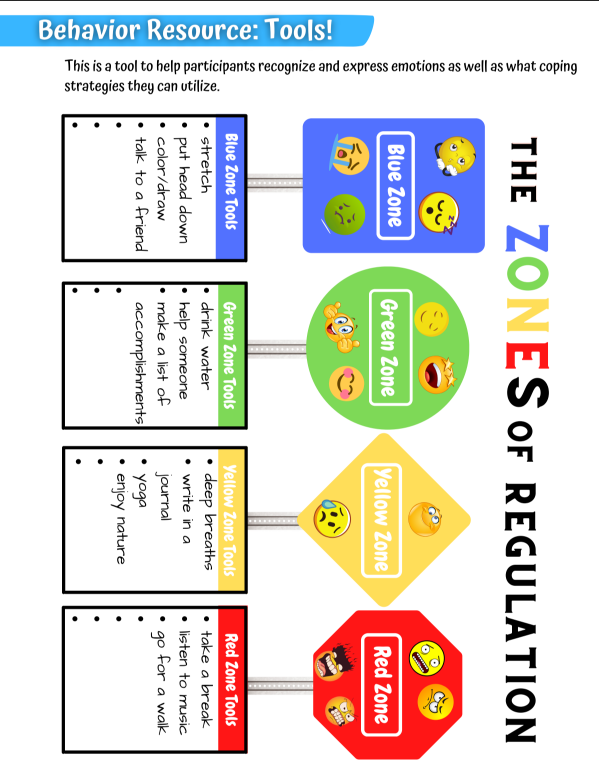 Behavior Resource: Tools!
This is a tool to help participants recognize and express emotions as well as what coping
strategies they can utilize.
THE ZONES OF REGULATION
Blue Zone
Blue Zone Tools
• stretch
• put head down
• color/draw
• talk to a friend
•
•
•
Green Zone
Green Zone Tools
• drink water
• help someone
• make a list of
accomplishments
•
•
•
Yellow Zone
Yellow Zone Tools
• deep breaths
• write in a
journal
• yoga
• enjoy nature
•
•
Red Zone
Red Zone Tools
• take a break
• listen to music
• go for a walk
•
•
•
•